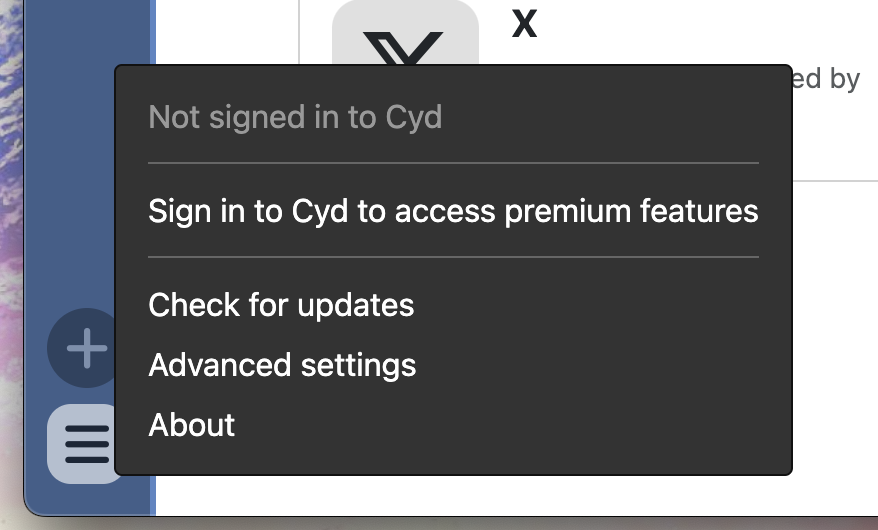 X
ed by
Not signed in to Cyd
Sign in to Cyd to access premium features
Check for updates
Advanced settings
About